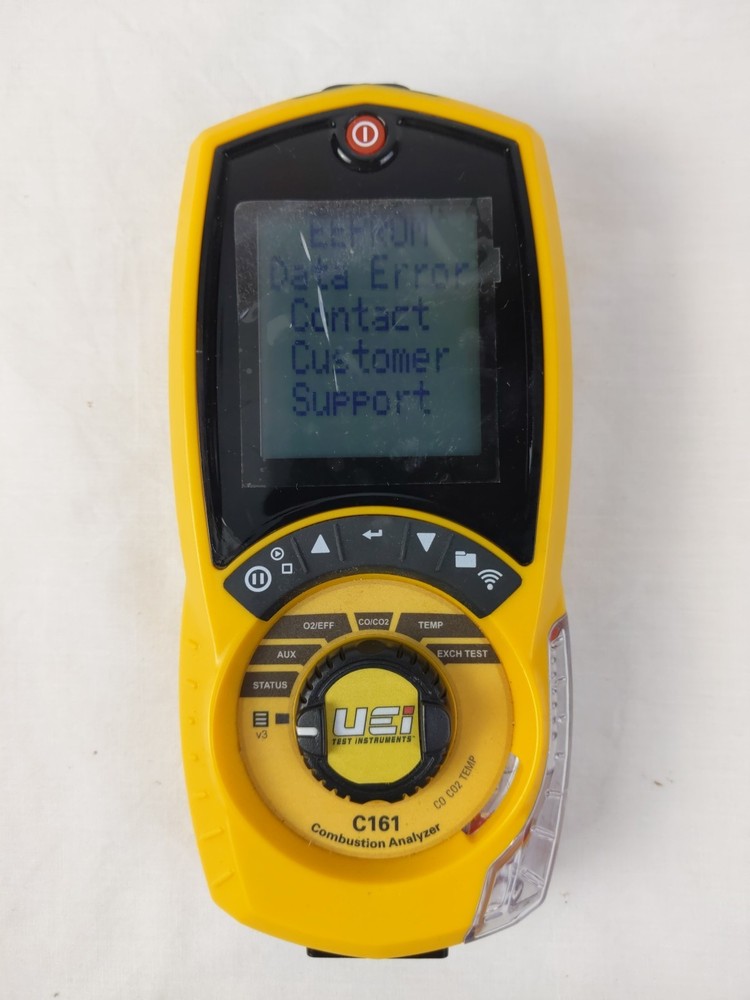 EEPROM
Data Error
Contact
Customer
Support
O2/EFF
CO/CO2
TEMP
AUX
EXCH TEST
STATUS
v3
UEi
TEST INSTRUMENTS™
CO CO2 TEMP
C161
Combustion Analyzer